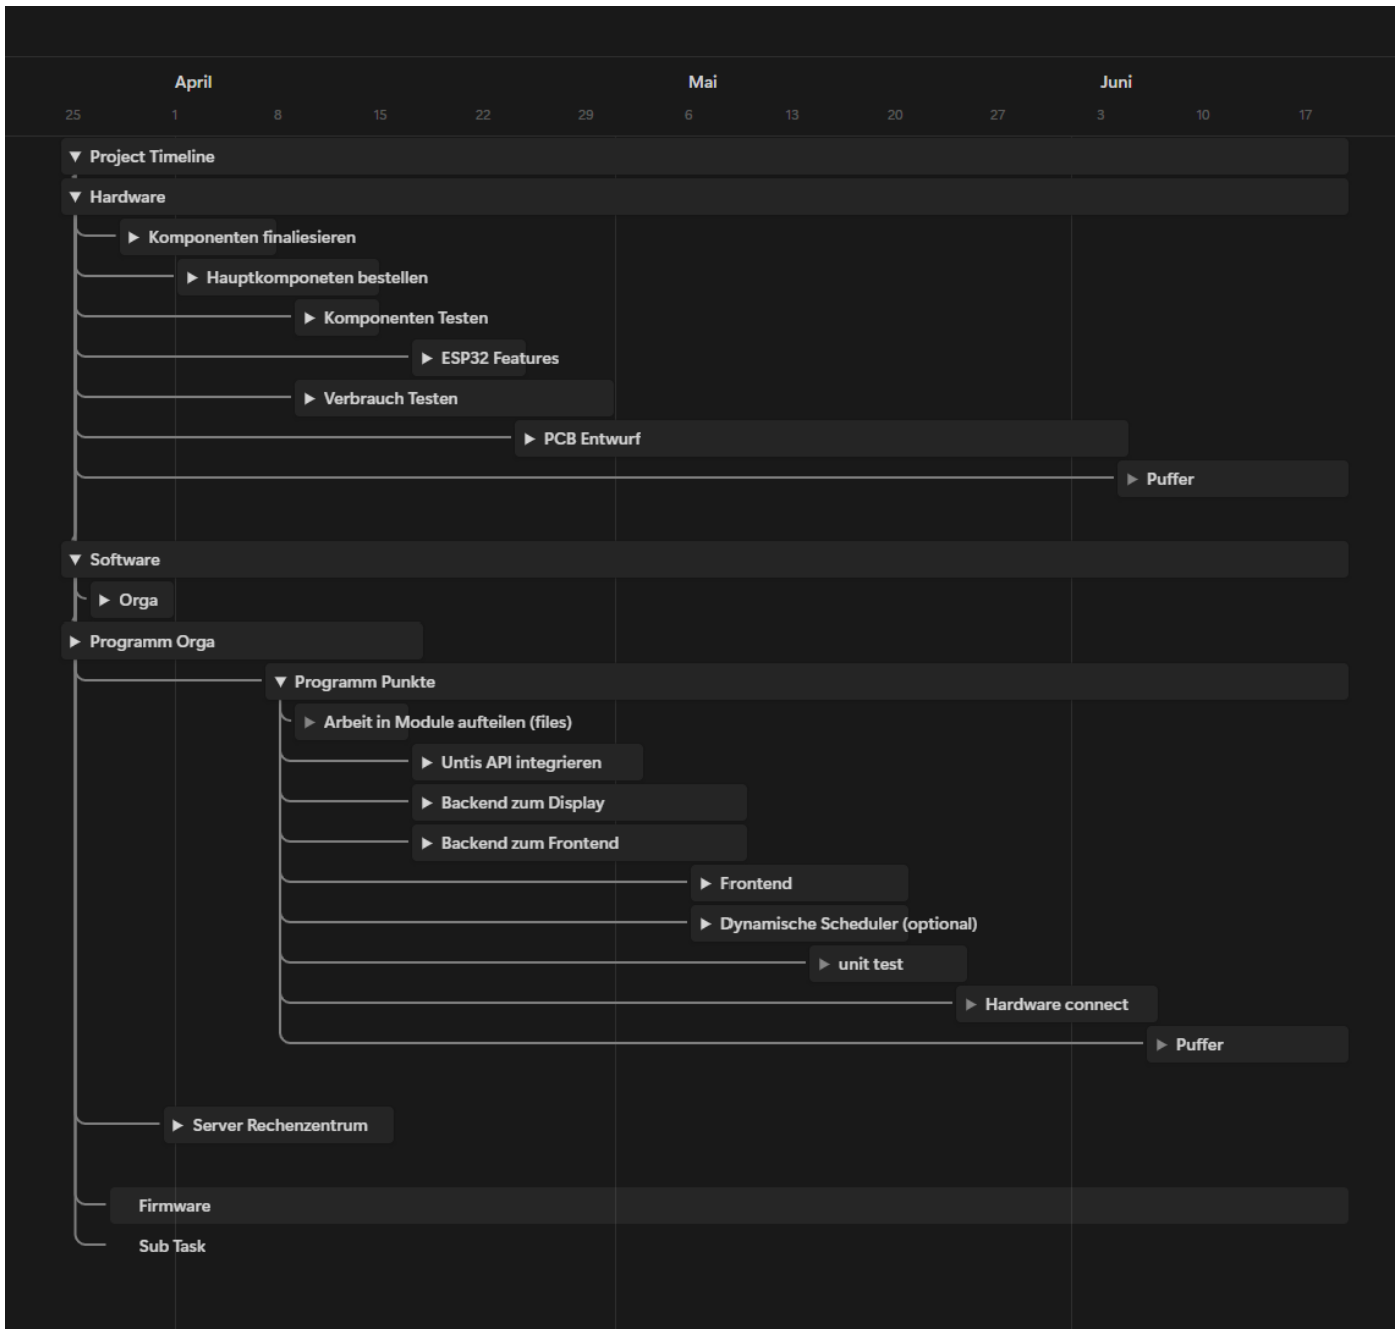 April Mai Juni
25 1 8 15 22 29 6 13 20 27 3 10 17
Project Timeline
Hardware
Komponenten finaliesieren
Hauptkomponeten bestellen
Komponenten Testen
ESP32 Features
Verbrauch Testen
PCB Entwurf
Puffer
Software
Orga
Programm Orga
Programm Punkte
Arbeit in Module aufteilen (files)
Untis API integrieren
Backend zum Display
Backend zum Frontend
Frontend
Dynamische Scheduler (optional)
unit test
Hardware connect
Puffer
Server Rechenzentrum
Firmware
Sub Task